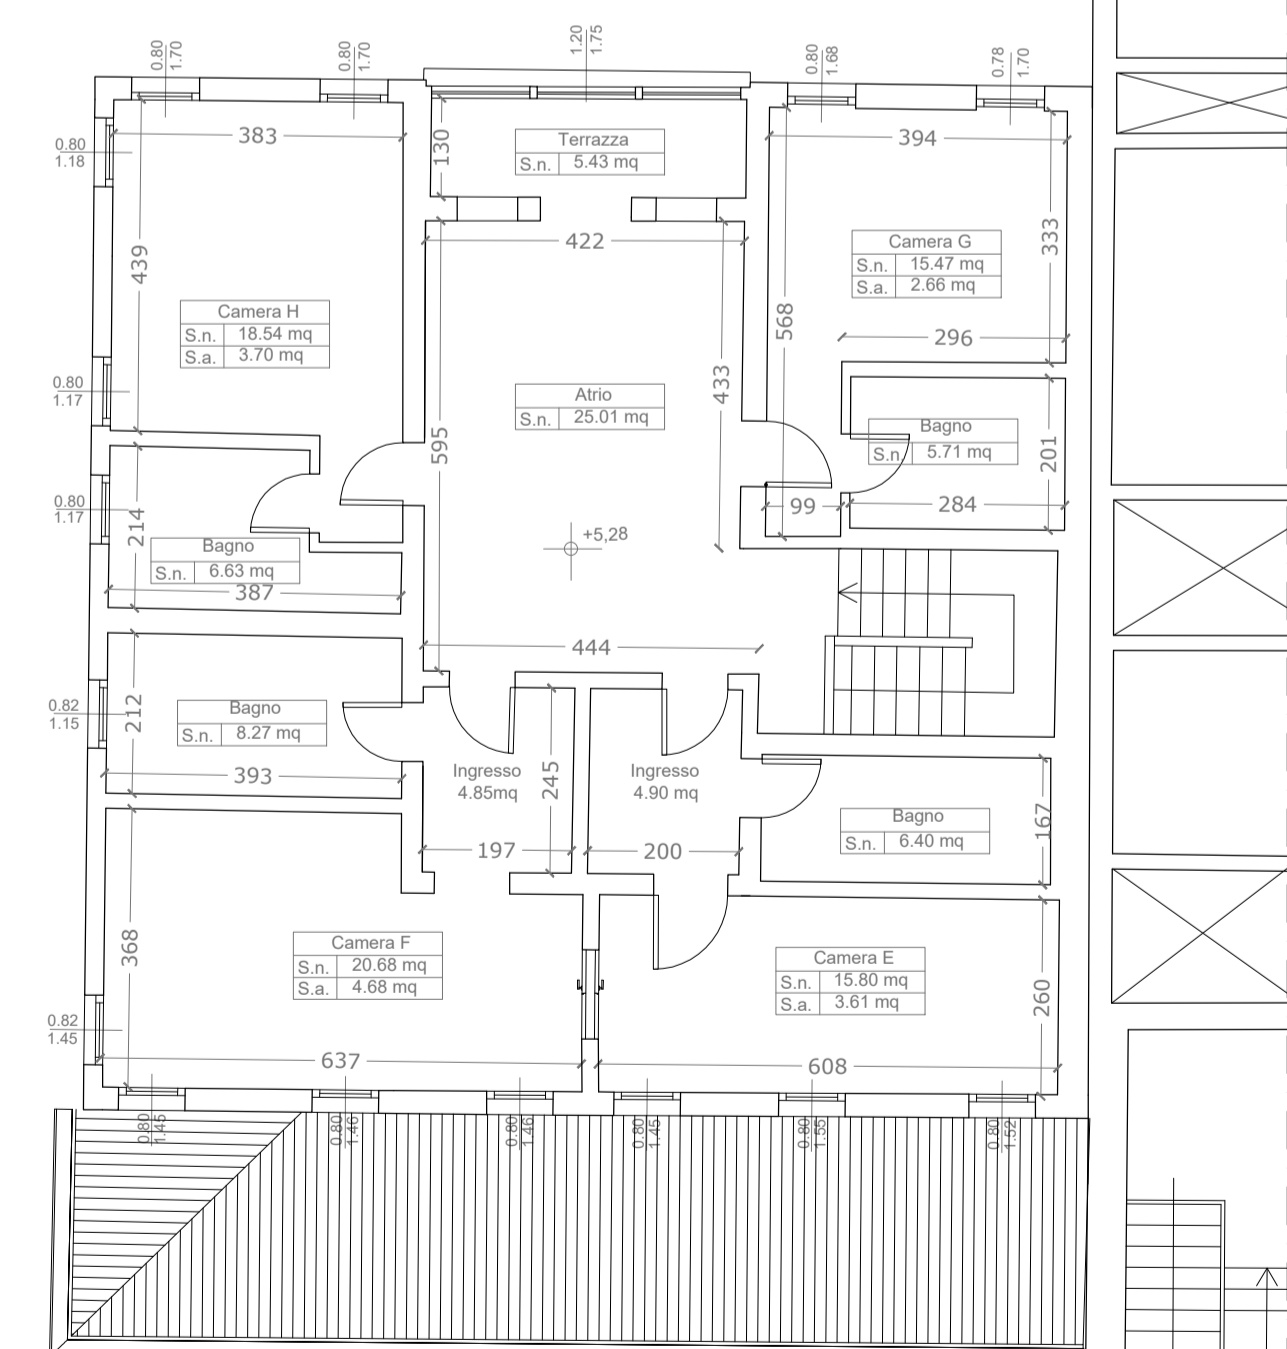 0.80
1.70
0.80
1.70
1.20
1.75
0.80
1.68
0.78
1.70
0.80
1.18
383
130
Terrazza
S.n. 5.43 mq
394
439
422
Camera G
S.n. 15.47 mq
S.a. 2.66 mq
333
Camera H
S.n. 18.54 mq
S.a. 3.70 mq
568
296
0.80
1.17
Atrio
S.n. 25.01 mq
433
595
Bagno
S.n. 5.71 mq
201
0.80
1.17
214
99
284
+5,28
Bagno
S.n. 6.63 mq
387
444
0.82
1.15
212
Bagno
S.n. 8.27 mq
393
Ingresso
4.85mq
245
Ingresso
4.90 mq
197
200
Bagno
S.n. 6.40 mq
167
368
Camera F
S.n. 20.68 mq
S.a. 4.68 mq
Camera E
S.n. 15.80 mq
S.a. 3.61 mq
260
0.82
1.45
637
608
0.80
1.45
0.80
1.46
0.80
1.46
0.80
1.45
0.80
1.55
0.80
1.52